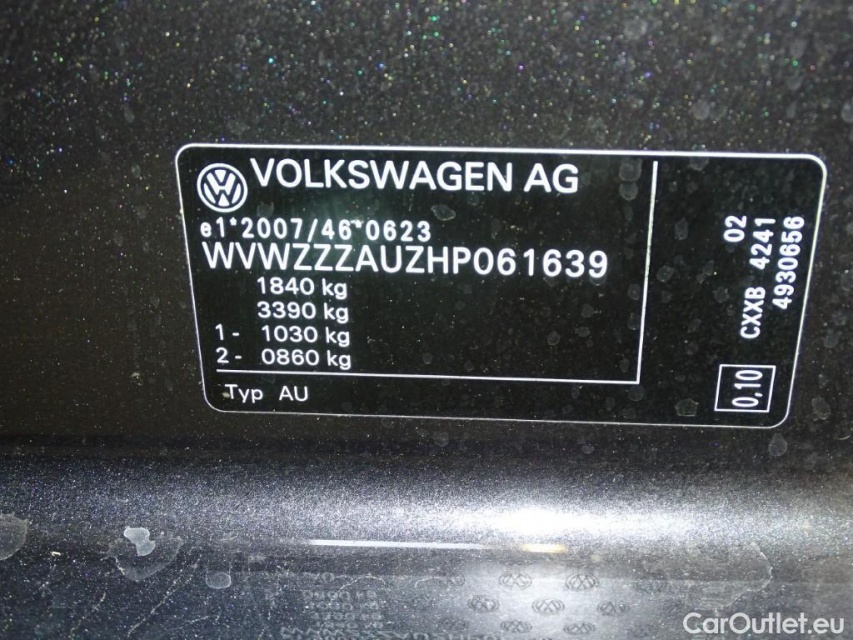 VOLKSWAGEN AG
e1*2007/46*0623
WVWZZZAUZHP061639
1840 kg
3390 kg
1 - 1030 kg
2 - 0860 kg
Typ AU
02
CXXB 4241
4930656
0,10
CarOutlet.eu